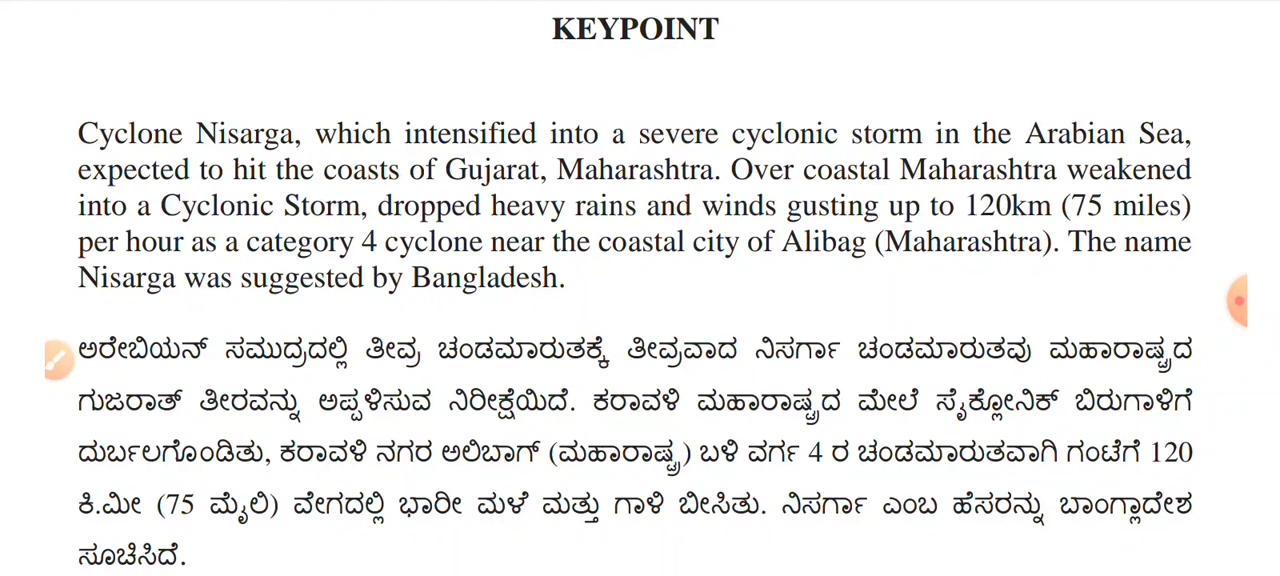 KEYPOINT
Cyclone Nisarga, which intensified into a severe cyclonic storm in the Arabian Sea,
expected to hit the coasts of Gujarat, Maharashtra. Over coastal Maharashtra weakened
into a Cyclonic Storm, dropped heavy rains and winds gusting up to 120km (75 miles)
per hour as a category 4 cyclone near the coastal city of Alibag (Maharashtra). The name
Nisarga was suggested by Bangladesh.
ಅರೇಬಿಯನ್ ಸಮುದ್ರದಲ್ಲಿ ತೀವ್ರ ಚಂಡಮಾರುತಕ್ಕೆ ತೀವ್ರವಾದ ನಿಸರ್ಗಾ ಚಂಡಮಾರುತವು ಮಹಾರಾಷ್ಟ್ರದ
ಗುಜರಾತ್ ತೀರವನ್ನು ಅಪ್ಪಳಿಸುವ ನಿರೀಕ್ಷೆಯಿದೆ. ಕರಾವಳಿ ಮಹಾರಾಷ್ಟ್ರದ ಮೇಲೆ ಸೈಕ್ಲೋನಿಕ್ ಬಿರುಗಾಳಿಗೆ
ದುರ್ಬಲಗೊಂಡಿತು, ಕರಾವಳಿ ನಗರ ಅಲಿಬಾಗ್ (ಮಹಾರಾಷ್ಟ್ರ) ಬಳಿ ವರ್ಗ 4 ರ ಚಂಡಮಾರುತವಾಗಿ ಗಂಟೆಗೆ 120
ಕಿ.ಮೀ (75 ಮೈಲಿ) ವೇಗದಲ್ಲಿ ಭಾರೀ ಮಳೆ ಮತ್ತು ಗಾಳಿ ಬೀಸಿತು. ನಿಸರ್ಗಾ ಎಂಬ ಹೆಸರನ್ನು ಬಾಂಗ್ಲಾದೇಶ
ಸೂಚಿಸಿದೆ.